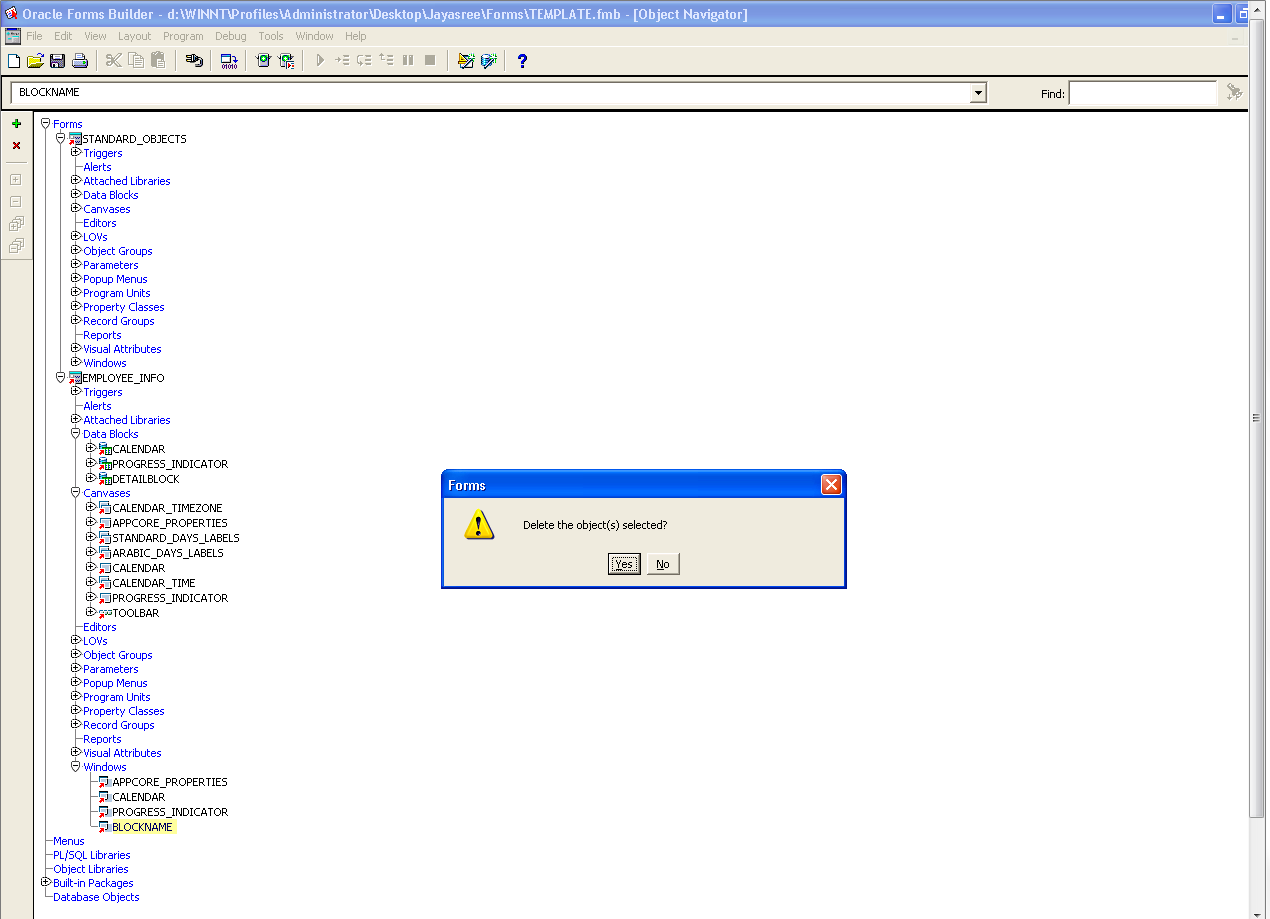 Oracle Forms Builder - d:\WINNT\Profiles\Administrator\Desktop\Jayasree\Forms\TEMPLATE.fmb - [Object Navigator]
File Edit View Layout Program Debug Tools Window Help
BLOCKNAME
Find:
Forms
STANDARD_OBJECTS
Triggers
Alerts
Attached Libraries
Data Blocks
Canvases
Editors
LOVs
Object Groups
Parameters
Popup Menus
Program Units
Property Classes
Record Groups
Reports
Visual Attributes
Windows
EMPLOYEE_INFO
Triggers
Alerts
Attached Libraries
Data Blocks
CALENDAR
PROGRESS_INDICATOR
DETAILBLOCK
Canvases
CALENDAR_TIMEZONE
APPCORE_PROPERTIES
STANDARD_DAYS_LABELS
ARABIC_DAYS_LABELS
CALENDAR
CALENDAR_TIME
PROGRESS_INDICATOR
TOOLBAR
Editors
LOVs
Object Groups
Parameters
Popup Menus
Program Units
Property Classes
Record Groups
Reports
Visual Attributes
Windows
APPCORE_PROPERTIES
CALENDAR
PROGRESS_INDICATOR
BLOCKNAME
Menus
PL/SQL Libraries
Object Libraries
Built-in Packages
Database Objects
Forms
Delete the object(s) selected?
Yes No